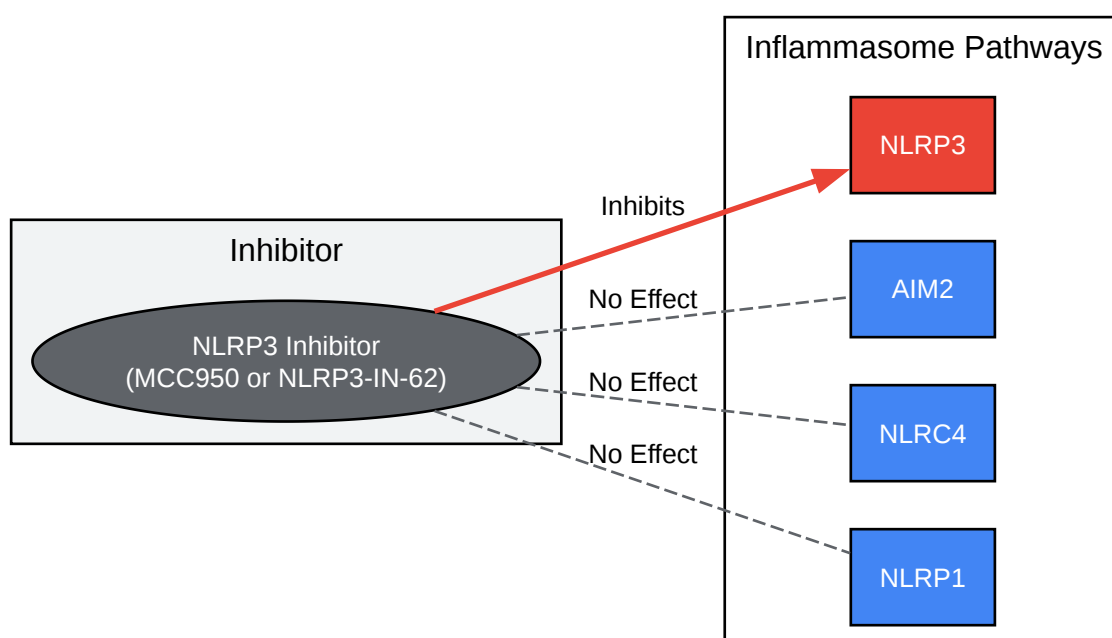 Inflammasome Pathways
NLRP3
Inhibits
Inhibitor
No Effect
AIM2
NLRP3 Inhibitor
(MCC950 or NLRP3-IN-62)
No Effect
NLRC4
No Effect
NLRP1